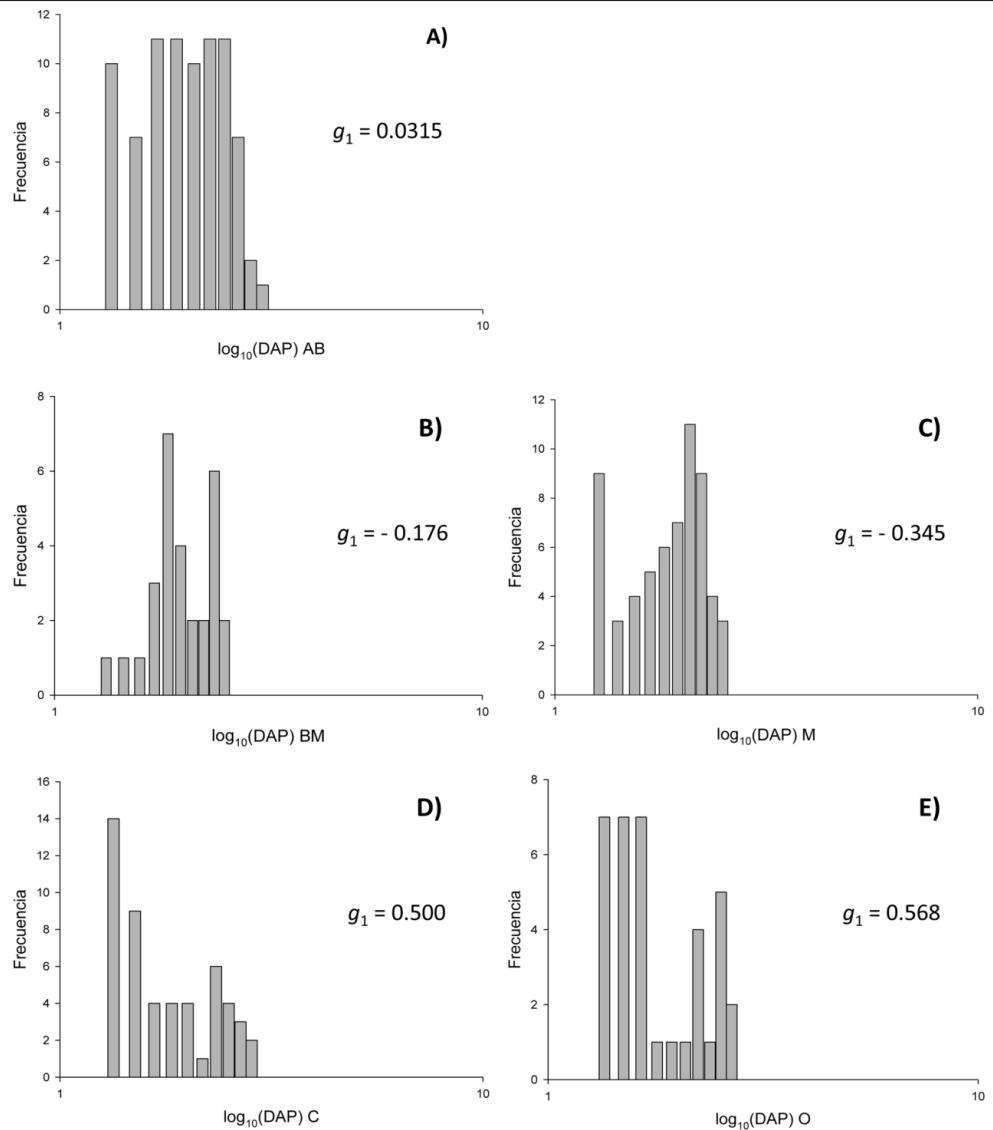 A)
12
10
8
6
4
2
0
Frecuencia
g₁ = 0.0315
1 10
log₁₀(DAP) AB
B)
8
6
4
2
0
Frecuencia
g₁ = - 0.176
1 10
log₁₀(DAP) BM
C)
12
10
8
6
4
2
0
Frecuencia
g₁ = - 0.345
1 10
log₁₀(DAP) M
D)
16
14
12
10
8
6
4
2
0
Frecuencia
g₁ = 0.500
1 10
log₁₀(DAP) C
E)
8
6
4
2
0
Frecuencia
g₁ = 0.568
1 10
log₁₀(DAP) O